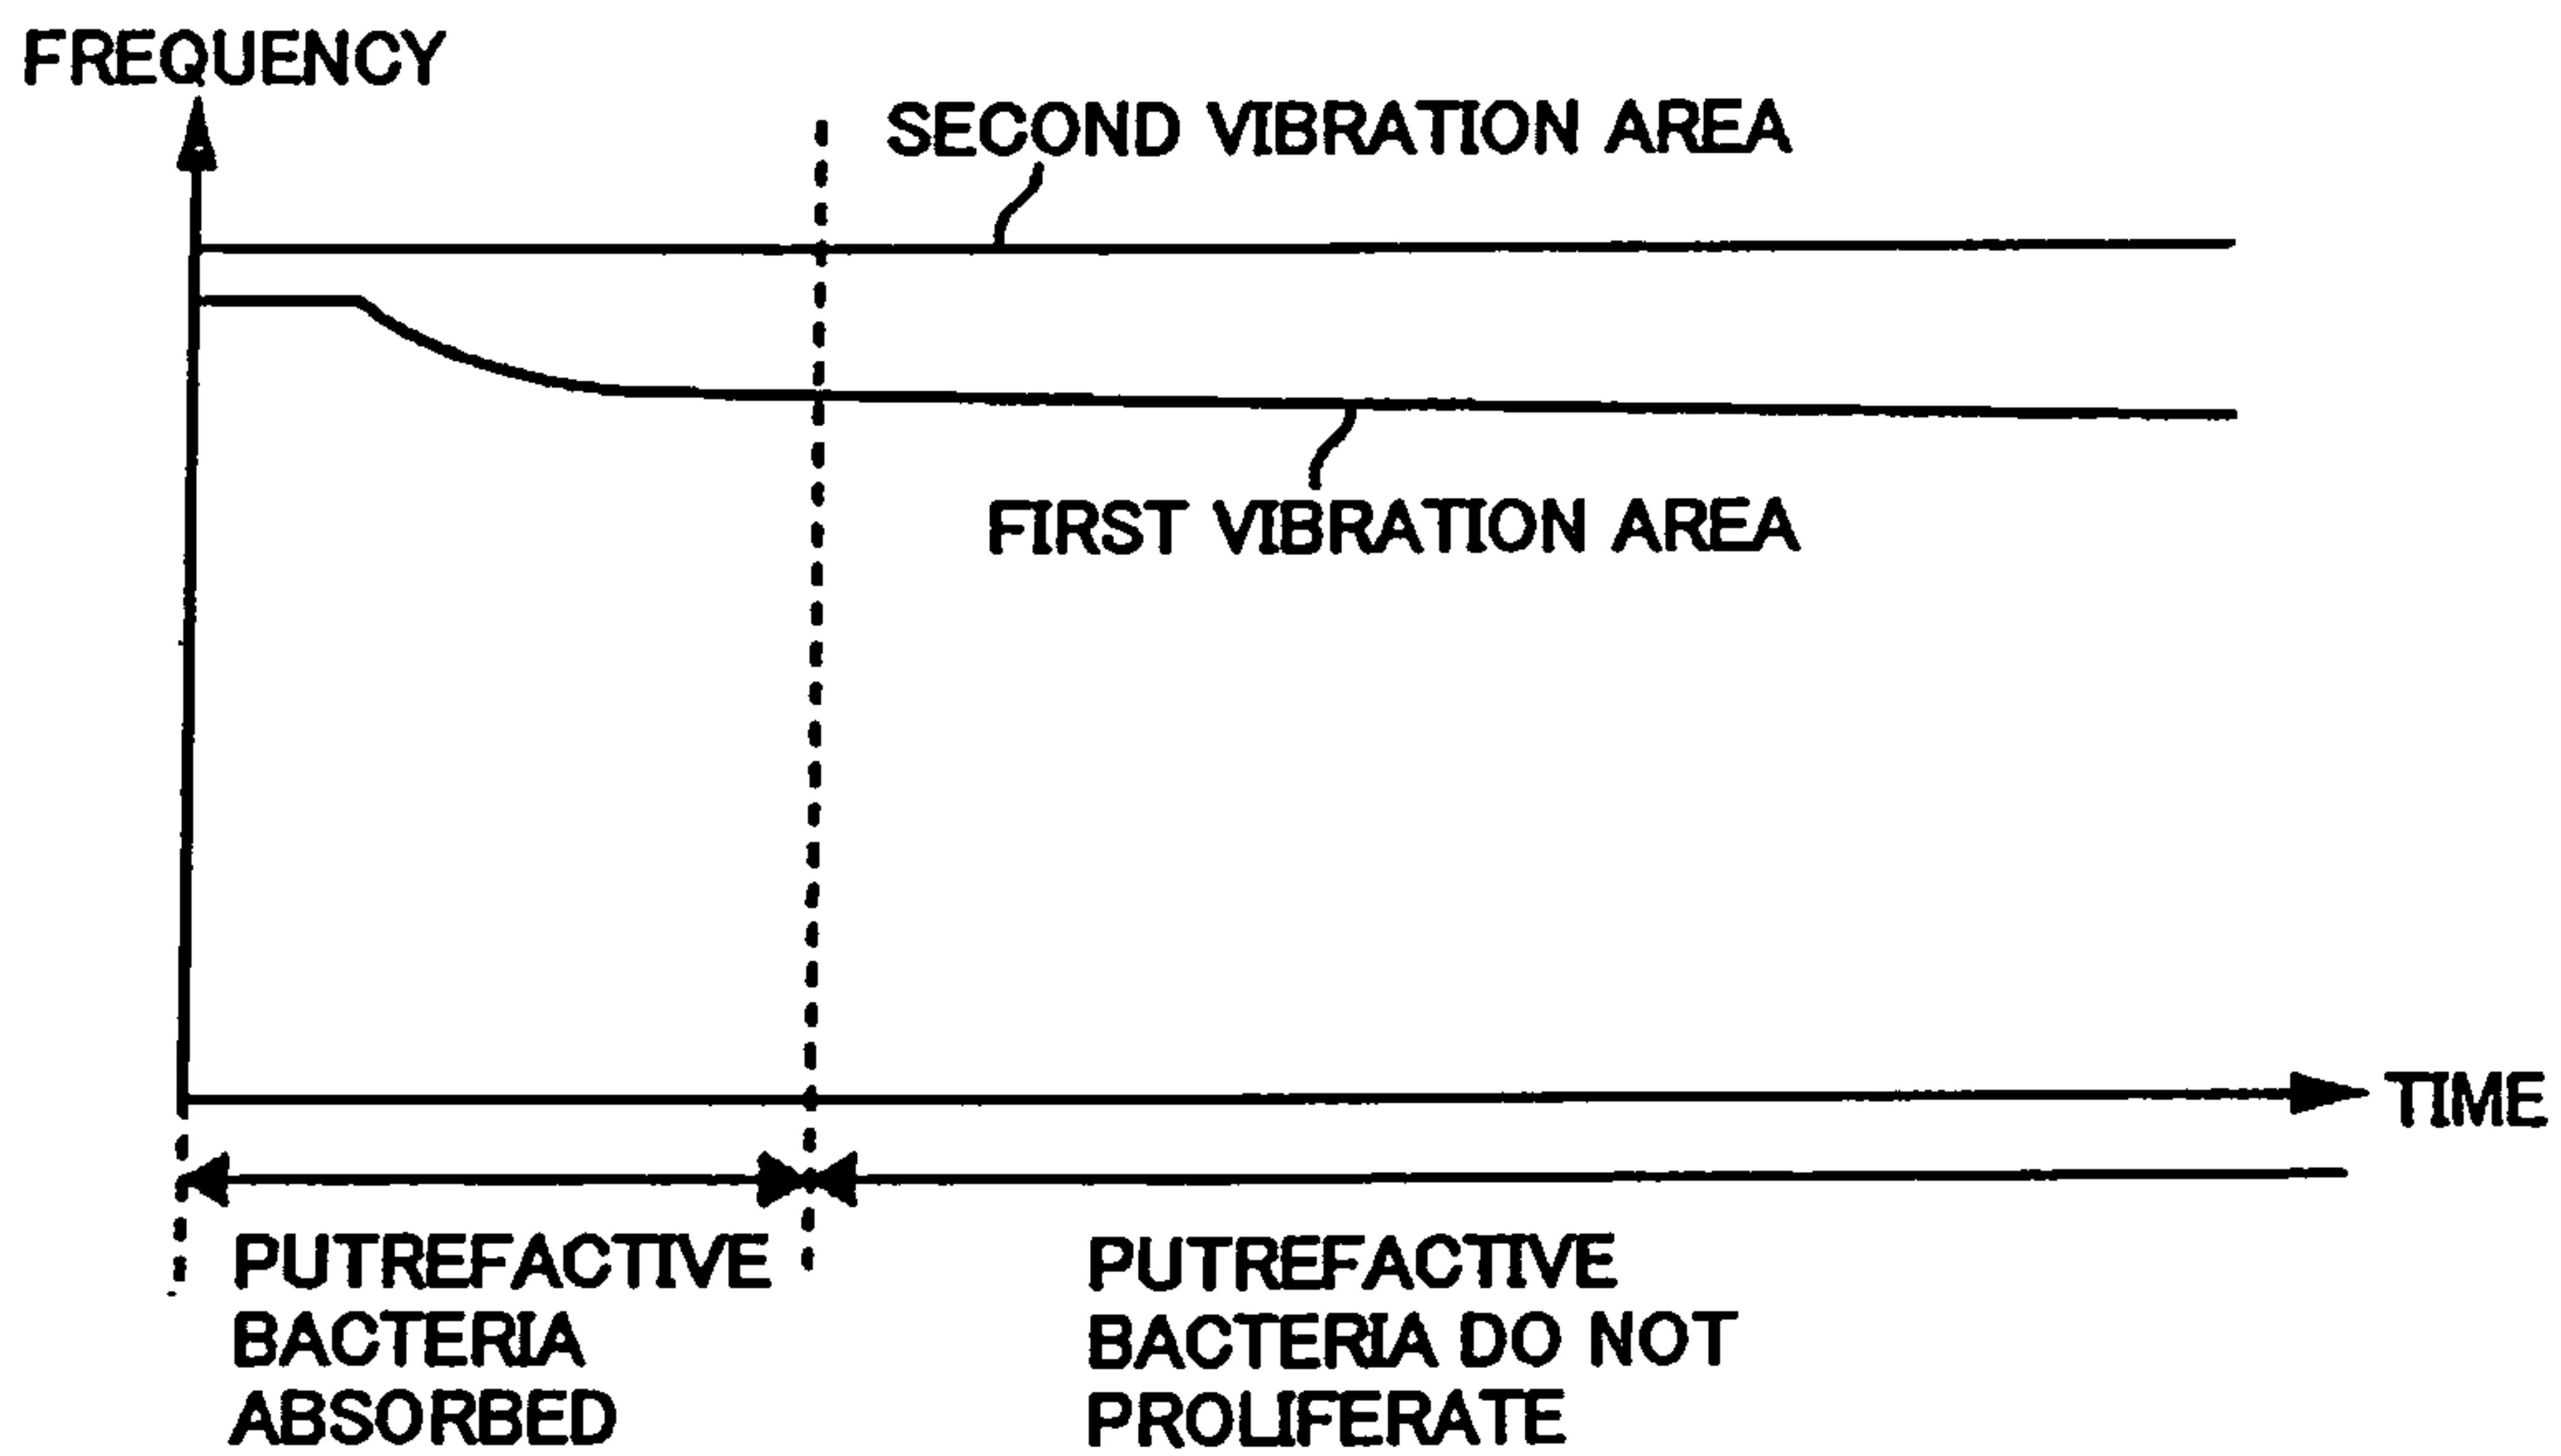 FREQUENCY
SECOND VIBRATION AREA
FIRST VIBRATION AREA
TIME
PUTREFACTIVE
BACTERIA
ABSORBED
PUTREFACTIVE
BACTERIA DO NOT
PROLIFERATE